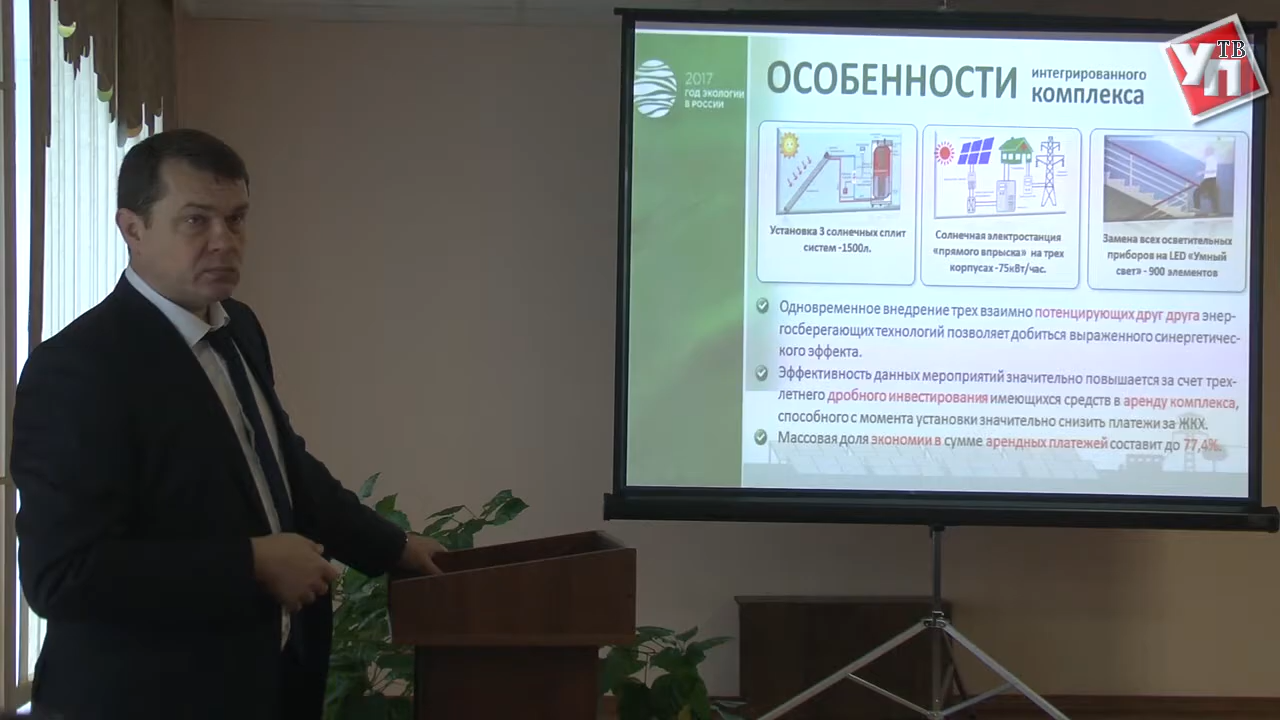 УП ТВ
2017
ГОД ЭКОЛОГИИ
В РОССИИ
ОСОБЕННОСТИ интегрированного
комплекса
Установка 3 солнечных сплит
систем -1500л.
Солнечная электростанция
«прямого впрыска» на трех
корпусах -75кВт/час.
Замена всех осветительных
приборов на LED «Умный
свет» - 900 элементов
Одновременное внедрение трех взаимно потенцирующих друг друга энер-
госберегающих технологий позволяет добиться выраженного синергетичес-
кого эффекта.
Эффективность данных мероприятий значительно повышается за счет трех-
летнего дробного инвестирования имеющихся средств в аренду комплекса,
способного с момента установки значительно снизить платежи за ЖКХ.
Массовая доля экономии в сумме арендных платежей составит до 77,4%.